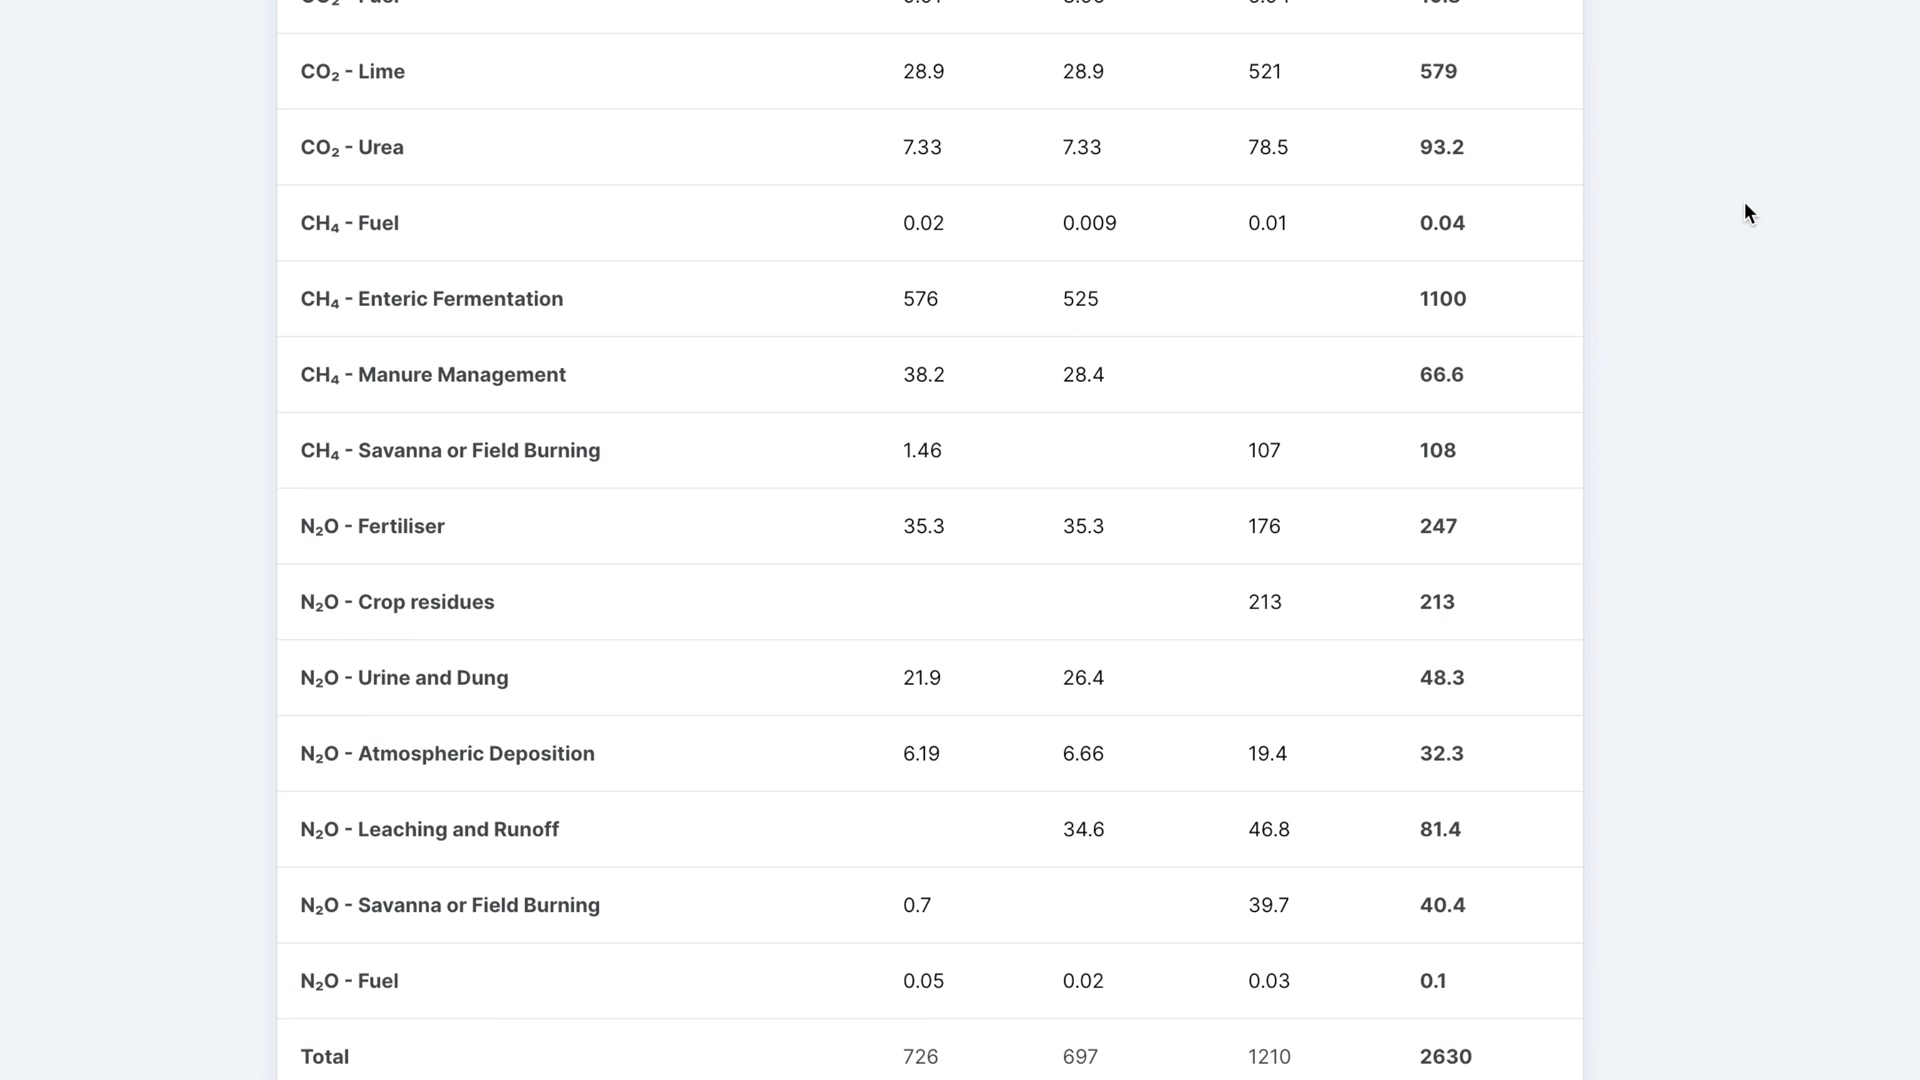 CO₂ - Lime 28.9 28.9 521 579
CO₂ - Urea 7.33 7.33 78.5 93.2
CH₄ - Fuel 0.02 0.009 0.01 0.04
CH₄ - Enteric Fermentation 576 525 1100
CH₄ - Manure Management 38.2 28.4 66.6
CH₄ - Savanna or Field Burning 1.46 107 108
N₂O - Fertiliser 35.3 35.3 176 247
N₂O - Crop residues 213 213
N₂O - Urine and Dung 21.9 26.4 48.3
N₂O - Atmospheric Deposition 6.19 6.66 19.4 32.3
N₂O - Leaching and Runoff 34.6 46.8 81.4
N₂O - Savanna or Field Burning 0.7 39.7 40.4
N₂O - Fuel 0.05 0.02 0.03 0.1
Total 726 697 1210 2630